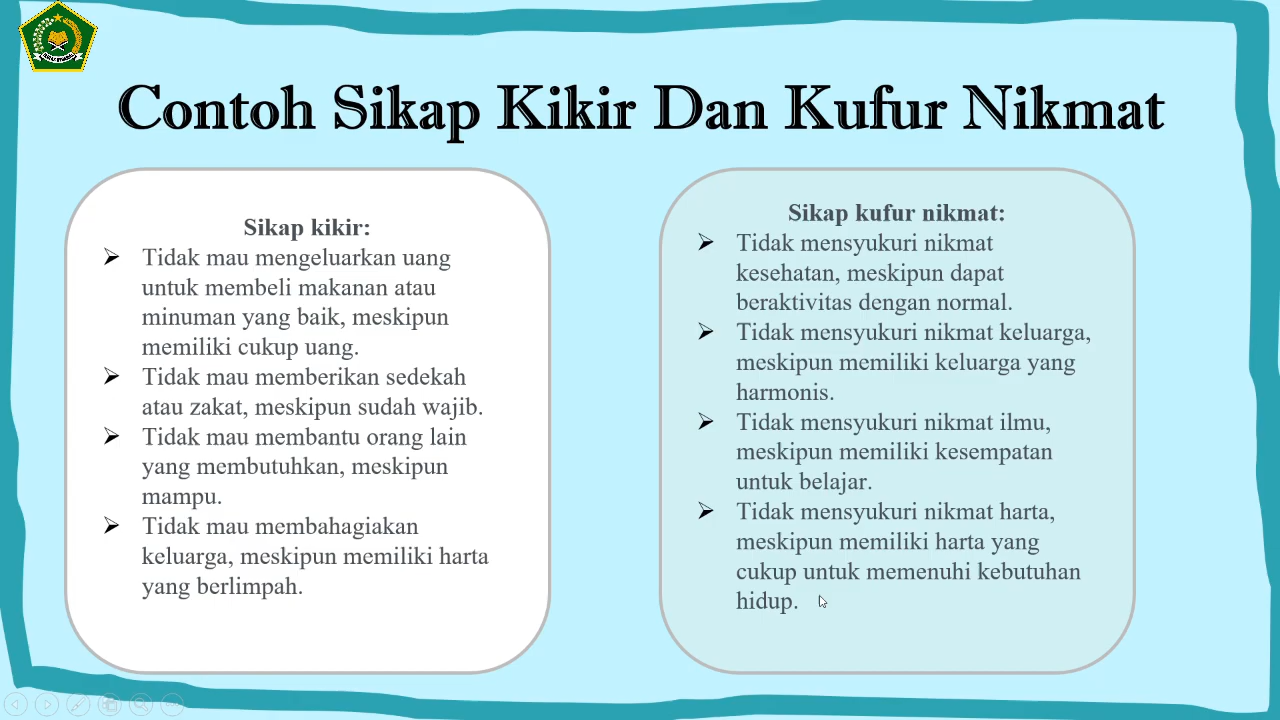 Contoh Sikap Kikir Dan Kufur Nikmat
Sikap kikir:
➢ Tidak mau mengeluarkan uang
untuk membeli makanan atau
minuman yang baik, meskipun
memiliki cukup uang.
➢ Tidak mau memberikan sedekah
atau zakat, meskipun sudah wajib.
➢ Tidak mau membantu orang lain
yang membutuhkan, meskipun
mampu.
➢ Tidak mau membahagiakan
keluarga, meskipun memiliki harta
yang berlimpah.
Sikap kufur nikmat:
➢ Tidak mensyukuri nikmat
kesehatan, meskipun dapat
beraktivitas dengan normal.
➢ Tidak mensyukuri nikmat keluarga,
meskipun memiliki keluarga yang
harmonis.
➢ Tidak mensyukuri nikmat ilmu,
meskipun memiliki kesempatan
untuk belajar.
➢ Tidak mensyukuri nikmat harta,
meskipun memiliki harta yang
cukup untuk memenuhi kebutuhan
hidup.